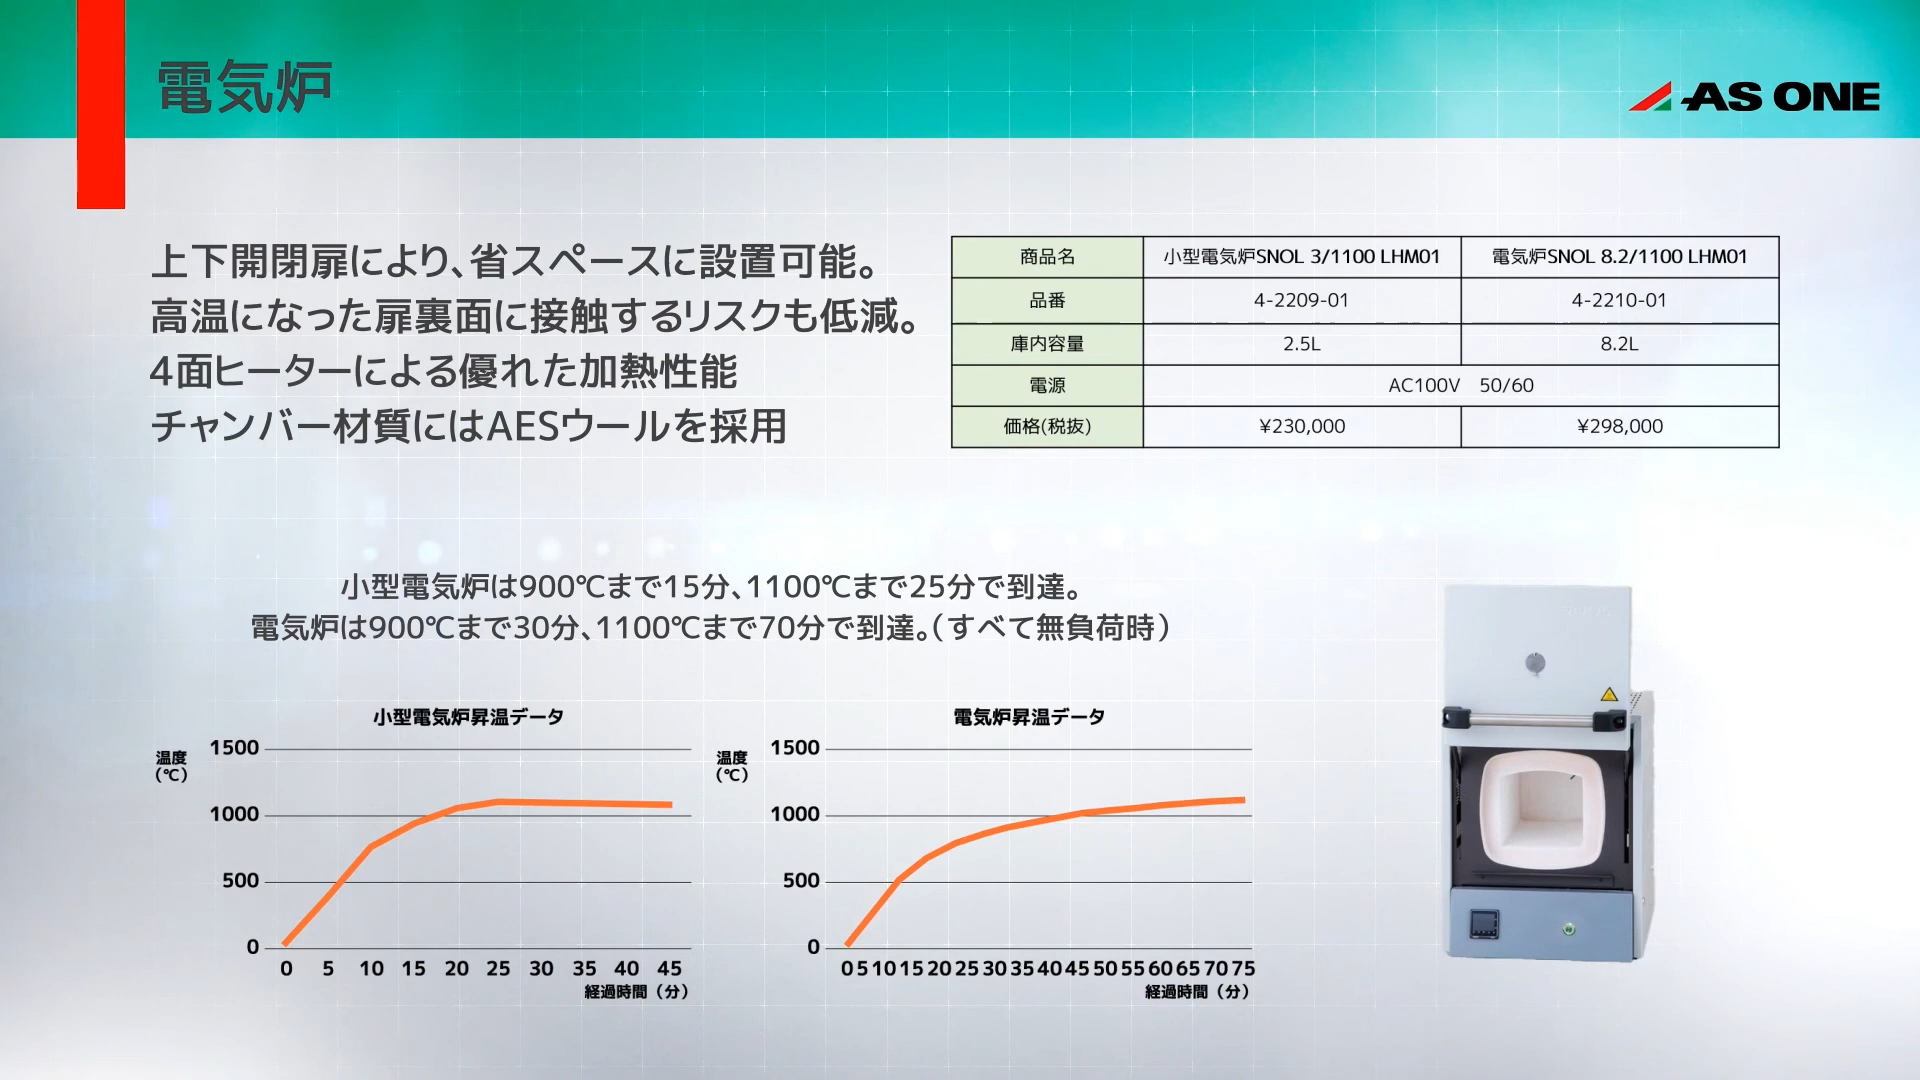 電気炉
AS ONE
上下開閉扉により、省スペースに設置可能。
高温になった扉裏面に接触するリスクも低減。
4面ヒーターによる優れた加熱性能
チャンバー材質にはAESウールを採用
商品名 小型電気炉SNOL 3/1100 LHM01 電気炉SNOL 8.2/1100 LHM01
品番 4-2209-01 4-2210-01
庫内容量 2.5L 8.2L
電源 AC100V 50/60
価格(税抜) ¥230,000 ¥298,000
小型電気炉は900℃まで15分、1100℃まで25分で到達。
電気炉は900℃まで30分、1100℃まで70分で到達。（すべて無負荷時）
小型電気炉昇温データ
温度
（℃）
1500
1000
500
0
0 5 10 15 20 25 30 35 40 45
経過時間（分）
電気炉昇温データ
温度
（℃）
1500
1000
500
0
0 5 10 15 20 25 30 35 40 45 50 55 60 65 70 75
経過時間（分）